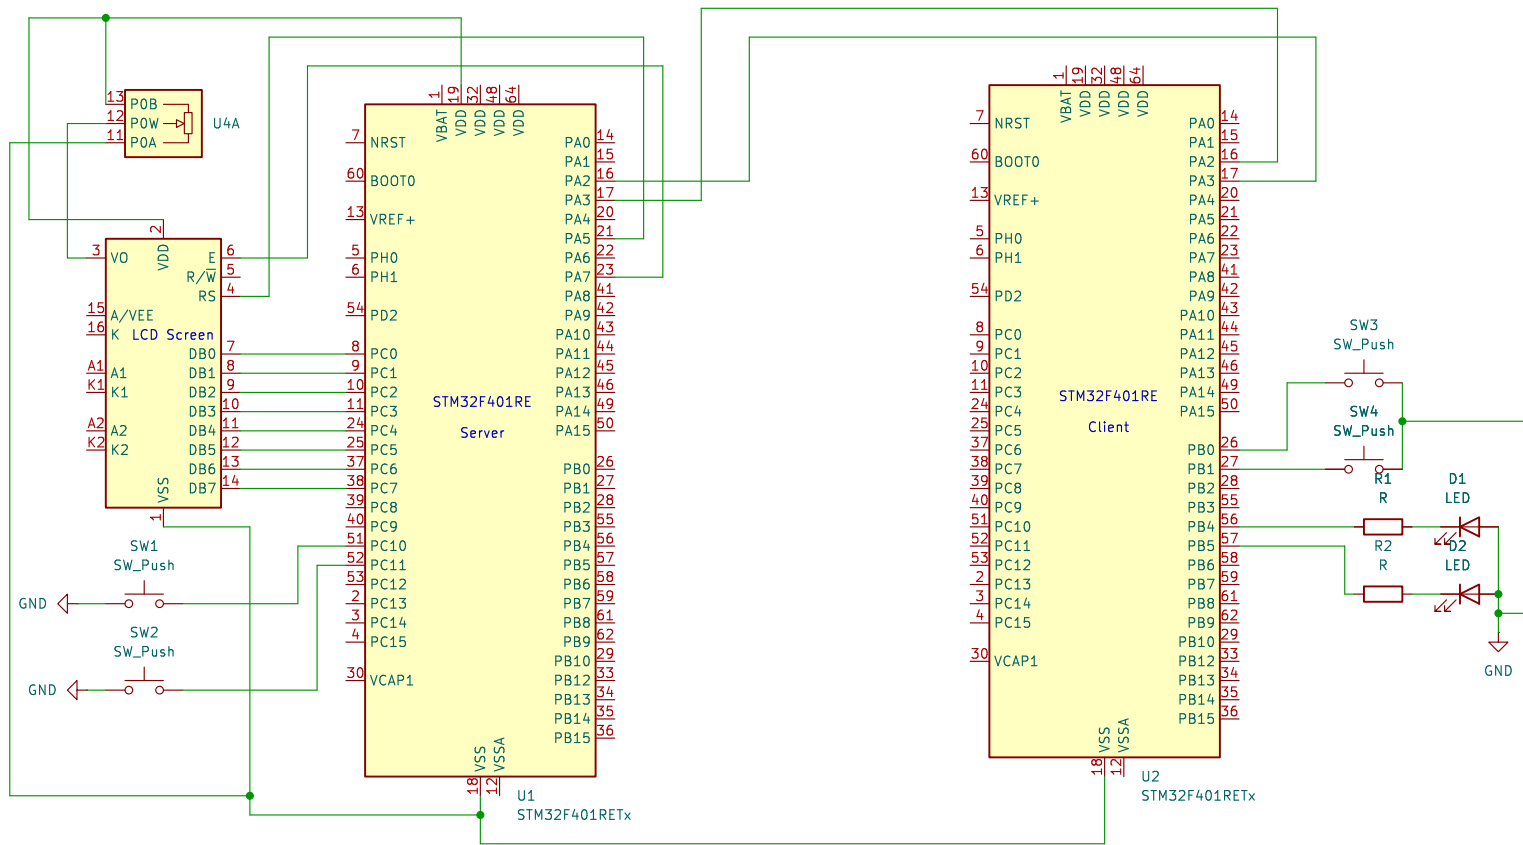 13 P0B
12 P0W
11 P0A
U4A
2
VDD
3 VO
E 6
R/W 5
RS 4
15 A/VEE
16 K
LCD Screen
DB0 7
A1 A1
DB1 8
K1 K1
DB2 9
DB3 10
A2 A2
DB4 11
K2 K2
DB5 12
DB6 13
DB7 14
VSS
1
SW1
SW_Push
GND
SW2
SW_Push
GND
1 19 32 48 64
VBAT VDD VDD VDD VDD
7 NRST
60 BOOT0
13 VREF+
5 PH0
6 PH1
54 PD2
8 PC0
9 PC1
10 PC2
11 PC3
24 PC4
25 PC5
37 PC6
38 PC7
39 PC8
40 PC9
51 PC10
52 PC11
53 PC12
2 PC13
3 PC14
4 PC15
30 VCAP1
STM32F401RE
Server
PA0 14
PA1 15
PA2 16
PA3 17
PA4 20
PA5 21
PA6 22
PA7 23
PA8 41
PA9 42
PA10 43
PA11 44
PA12 45
PA13 46
PA14 49
PA15 50
PB0 26
PB1 27
PB2 28
PB3 55
PB4 56
PB5 57
PB6 58
PB7 59
PB8 61
PB9 62
PB10 29
PB12 33
PB13 34
PB14 35
PB15 36
VSS VSSA
18 12
U1
STM32F401RETx
1 19 32 48 64
VBAT VDD VDD VDD VDD
7 NRST
60 BOOT0
13 VREF+
5 PH0
6 PH1
54 PD2
8 PC0
9 PC1
10 PC2
11 PC3
24 PC4
25 PC5
37 PC6
38 PC7
39 PC8
40 PC9
51 PC10
52 PC11
53 PC12
2 PC13
3 PC14
4 PC15
30 VCAP1
STM32F401RE
Client
PA0 14
PA1 15
PA2 16
PA3 17
PA4 20
PA5 21
PA6 22
PA7 23
PA8 41
PA9 42
PA10 43
PA11 44
PA12 45
PA13 46
PA14 49
PA15 50
PB0 26
PB1 27
PB2 28
PB3 55
PB4 56
PB5 57
PB6 58
PB7 59
PB8 61
PB9 62
PB10 29
PB12 33
PB13 34
PB14 35
PB15 36
VSS VSSA
18 12
U2
STM32F401RETx
SW3
SW_Push
SW4
SW_Push
R1
R
D1
LED
R2
R
D2
LED
GND